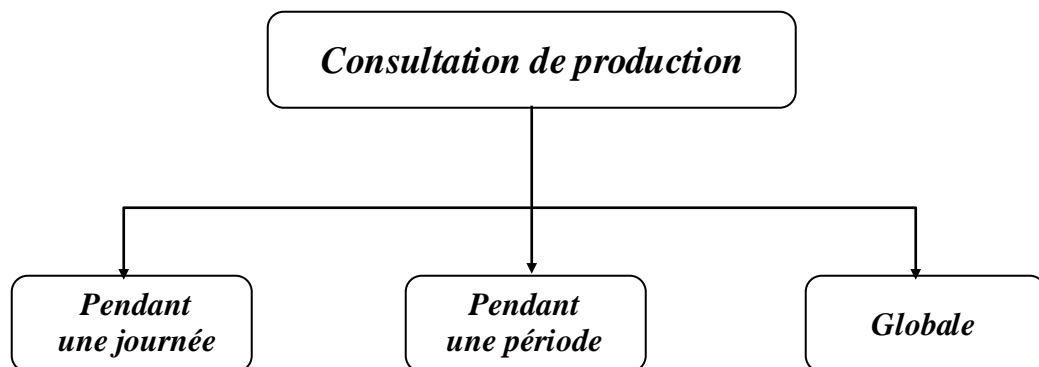 Consultation de production
Pendant
une journée
Pendant
une période
Globale